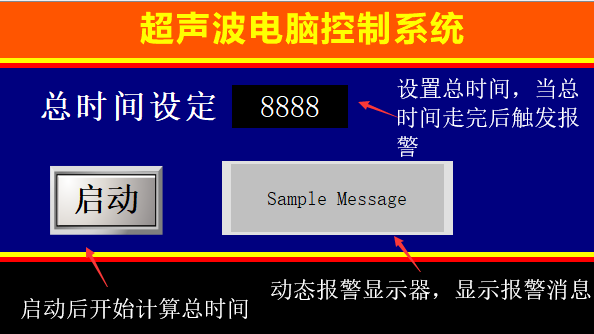 超声波电脑控制系统
总时间设定
8888
设置总时间，当总
时间走完后触发报
警
启动
Sample Message
启动后开始计算总时间
动态报警显示器，显示报警消息